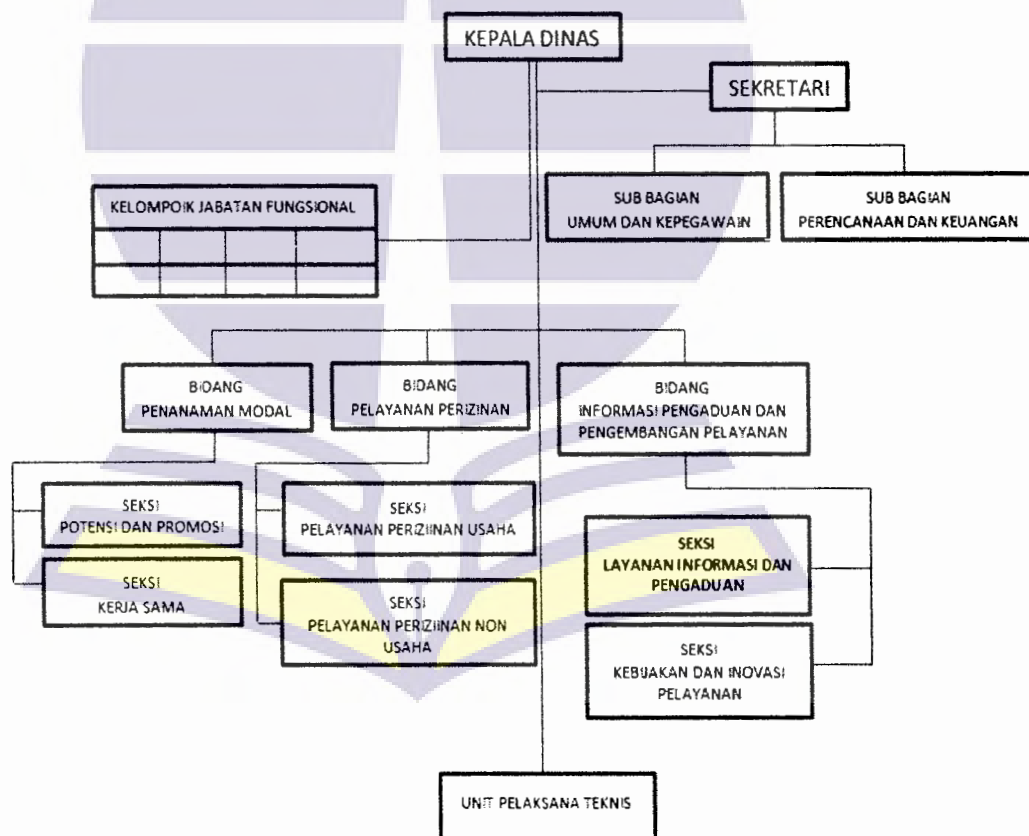 KEPALA DINAS
SEKRETARI
SUB BAGIAN
UMUM DAN KEPEGAWAIN
SUB BAGIAN
PERENCANAAN DAN KEUANGAN
KELOMPOIK JABATAN FUNGSIONAL
BIDANG
PENANAMAN MODAL
BIDANG
PELAYANAN PERIZINAN
BIDANG
INFORMASI PENGADUAN DAN
PENGEMBANGAN PELAYANAN
SEKSI
POTENSI DAN PROMOSI
SEKSI
KERJA SAMA
SEKSI
PELAYANAN PERIZIINAN USAHA
SEKSI
PELAYANAN PERIZIINAN NON
USAHA
SEKSI
LAYANAN INFORMASI DAN
PENGADUAN
SEKSI
KEBIJAKAN DAN INOVASI
PELAYANAN
UNIT PELAKSANA TEKNIS